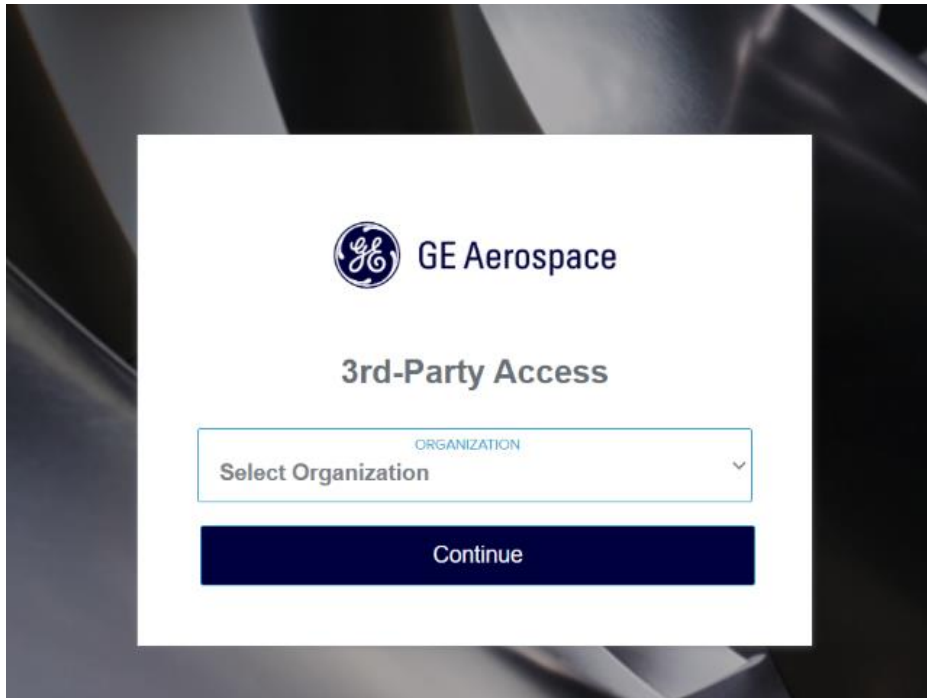 GE Aerospace
3rd-Party Access
ORGANIZATION
Select Organization
Continue